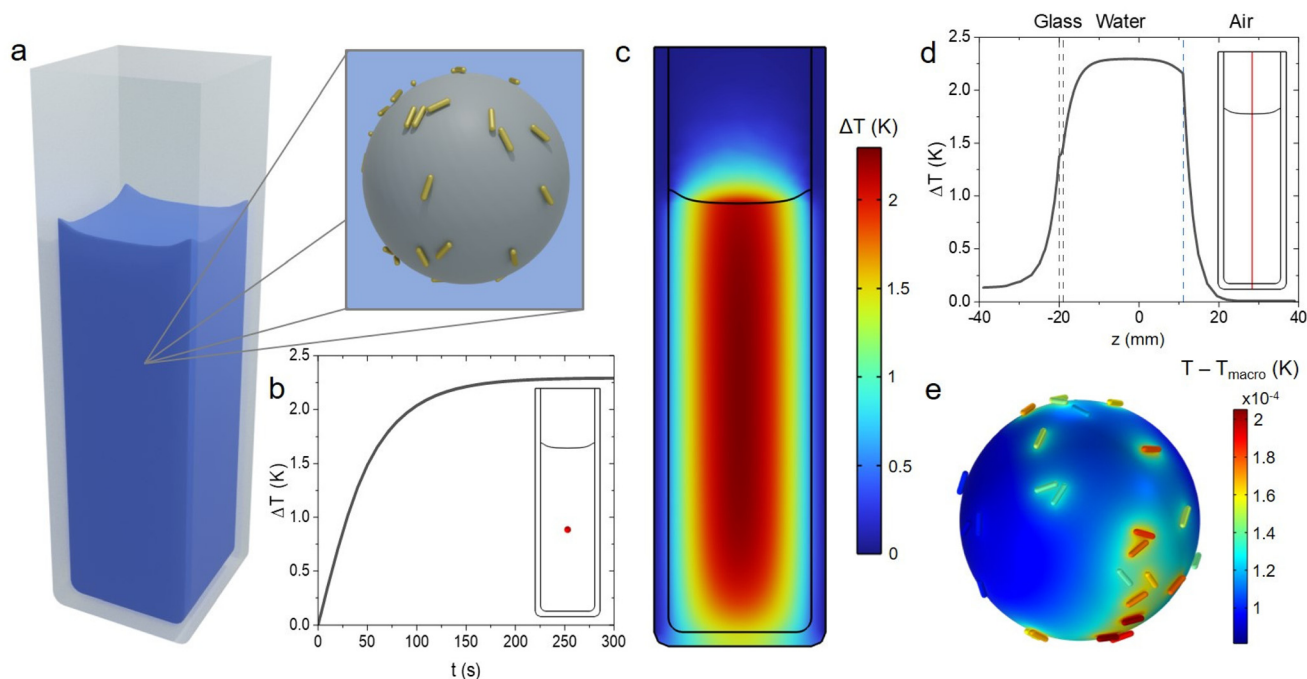 a
b
ΔT (K)
2.5
2.0
1.5
1.0
0.5
0.0
0
50
100
150
200
250
300
t (s)
c
ΔT (K)
2
1.5
1
0.5
0
d
Glass Water Air
ΔT (K)
2.5
2.0
1.5
1.0
0.5
0.0
-40
-20
0
20
40
z (mm)
e
T – Tmacro (K)
x10⁻⁴
2
1.8
1.6
1.4
1.2
1